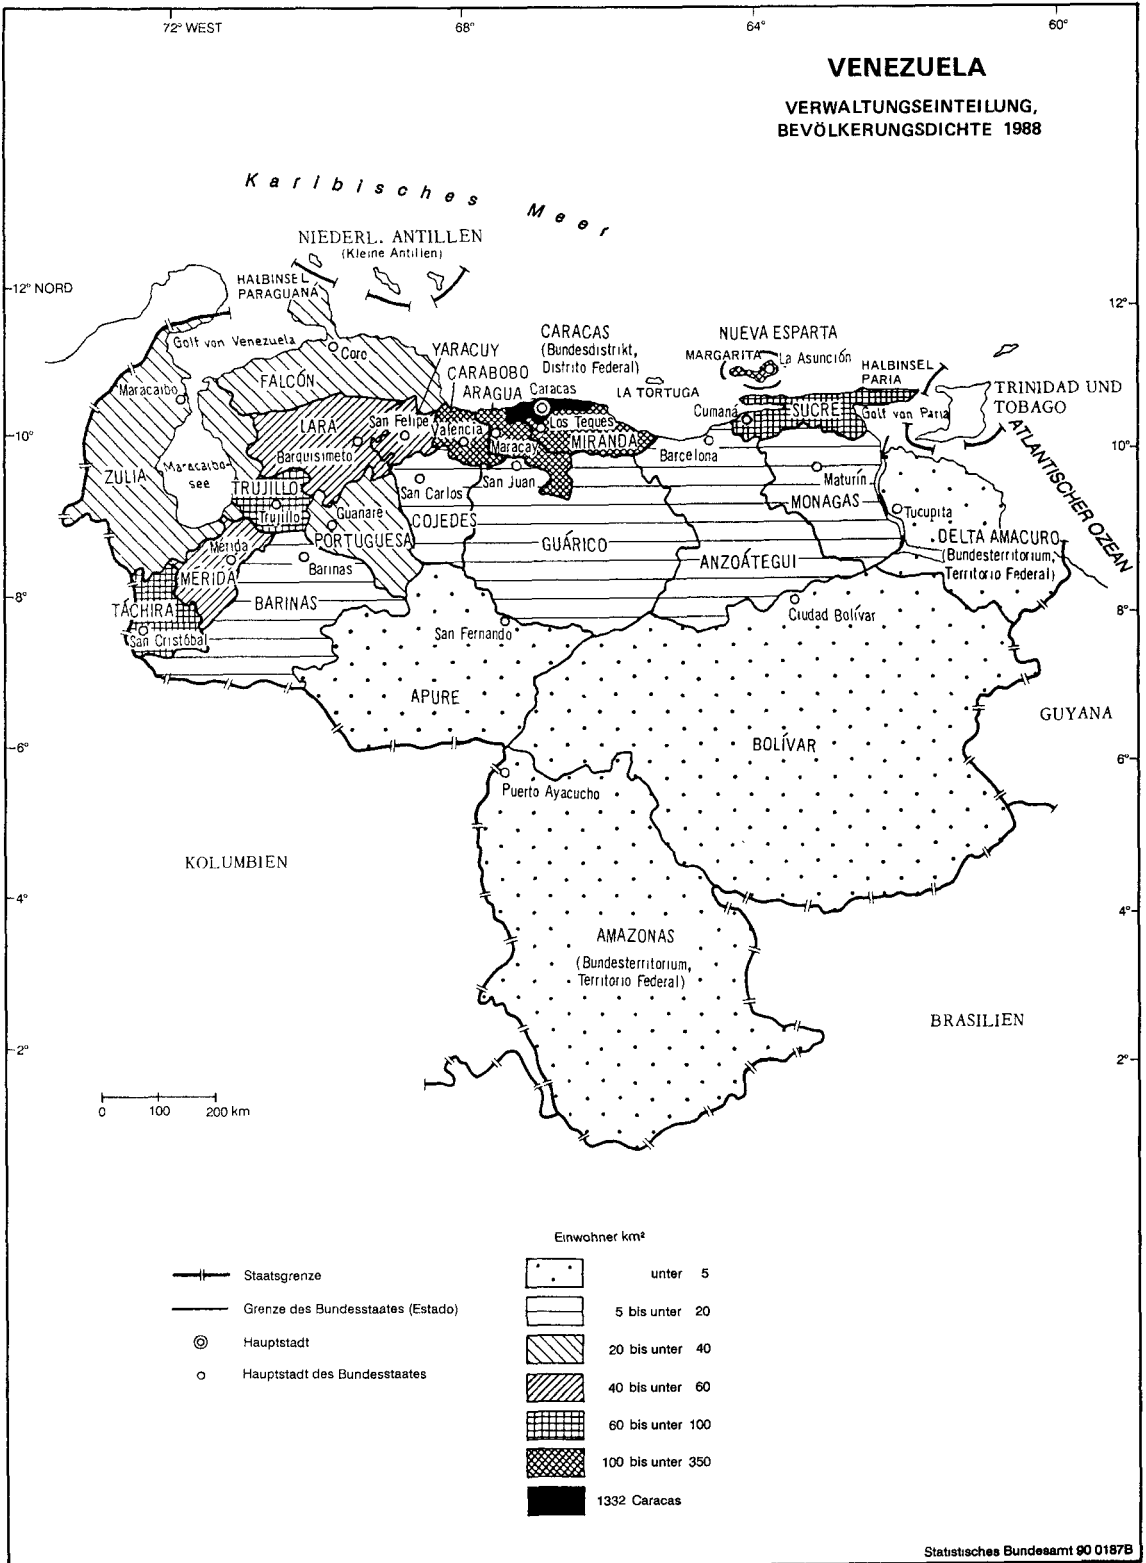 72° WEST
68°
64°
60°
VENEZUELA
VERWALTUNGSEINTEILUNG,
BEVÖLKERUNGSDICHTE 1988
Karibisches Meer
NIEDERL. ANTILLEN
(Kleine Antillen)
12° NORD
12°
HALBINSEL
PARAGUANÁ
Golf von Venezuela
Coro
YARACUY
CARABOBO
ARAGUA
CARACAS
(Bundesdistrikt,
Distrito Federal)
Caracas
LA TORTUGA
NUEVA ESPARTA
MARGARITA
La Asunción
HALBINSEL
PARIA
TRINIDAD UND
TOBAGO
ATLANTISCHER OZEAN
Maracaibo
FALCÓN
LARA
San Felipe
Valencia
Los Teques
Cumaná
SUCRE
Golf von Paria
10°
10°
Barquisimeto
Maracay
MIRANDA
Barcelona
ZULIA
Maracaibo-
see
TRUJILLO
Trujillo
San Carlos
San Juan
Maturín
MONAGAS
Guanare
COJEDES
PORTUGUESA
GUÁRICO
Tucupita
DELTA AMACURO
(Bundesterritorium,
Territorio Federal)
Mérida
MÉRIDA
Barinas
BARINAS
ANZOÁTEGUI
8°
8°
TÁCHIRA
San Cristóbal
San Fernando
Ciudad Bolívar
APURE
GUYANA
BOLÍVAR
6°
6°
Puerto Ayacucho
KOLUMBIEN
4°
4°
AMAZONAS
(Bundesterritorium,
Territorio Federal)
BRASILIEN
2°
2°
0 100 200 km
Einwohner km²
Staatsgrenze
Grenze des Bundesstaates (Estado)
Hauptstadt
Hauptstadt des Bundesstaates
unter 5
5 bis unter 20
20 bis unter 40
40 bis unter 60
60 bis unter 100
100 bis unter 350
1332 Caracas
Statistisches Bundesamt 90 0187B